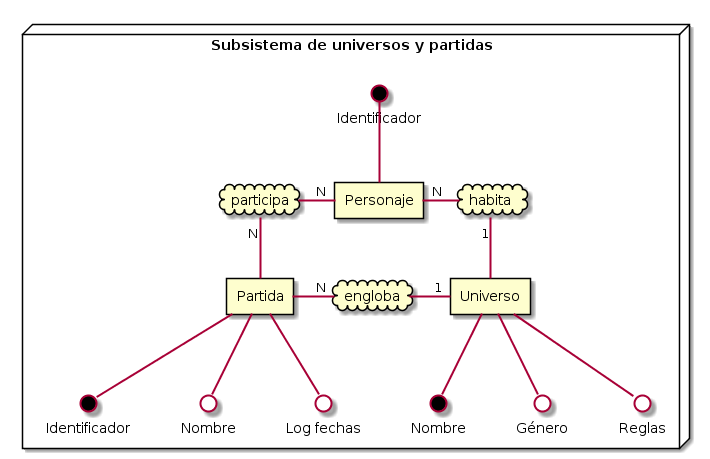 Subsistema de universos y partidas
Identificador
participa
N
Personaje
N
habita
N
1
Partida
N
engloba
1
Universo
Identificador
Nombre
Log fechas
Nombre
Género
Reglas